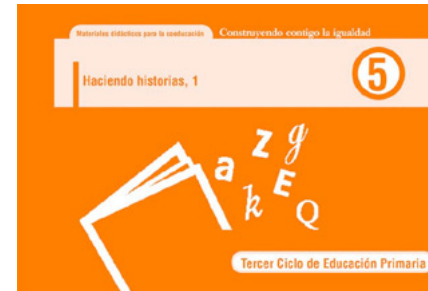 Materiales didácticos para la coeducación Construyendo contigo la igualdad
Haciendo historias, 1
5
a Z g
k E Q
Tercer Ciclo de Educación Primaria